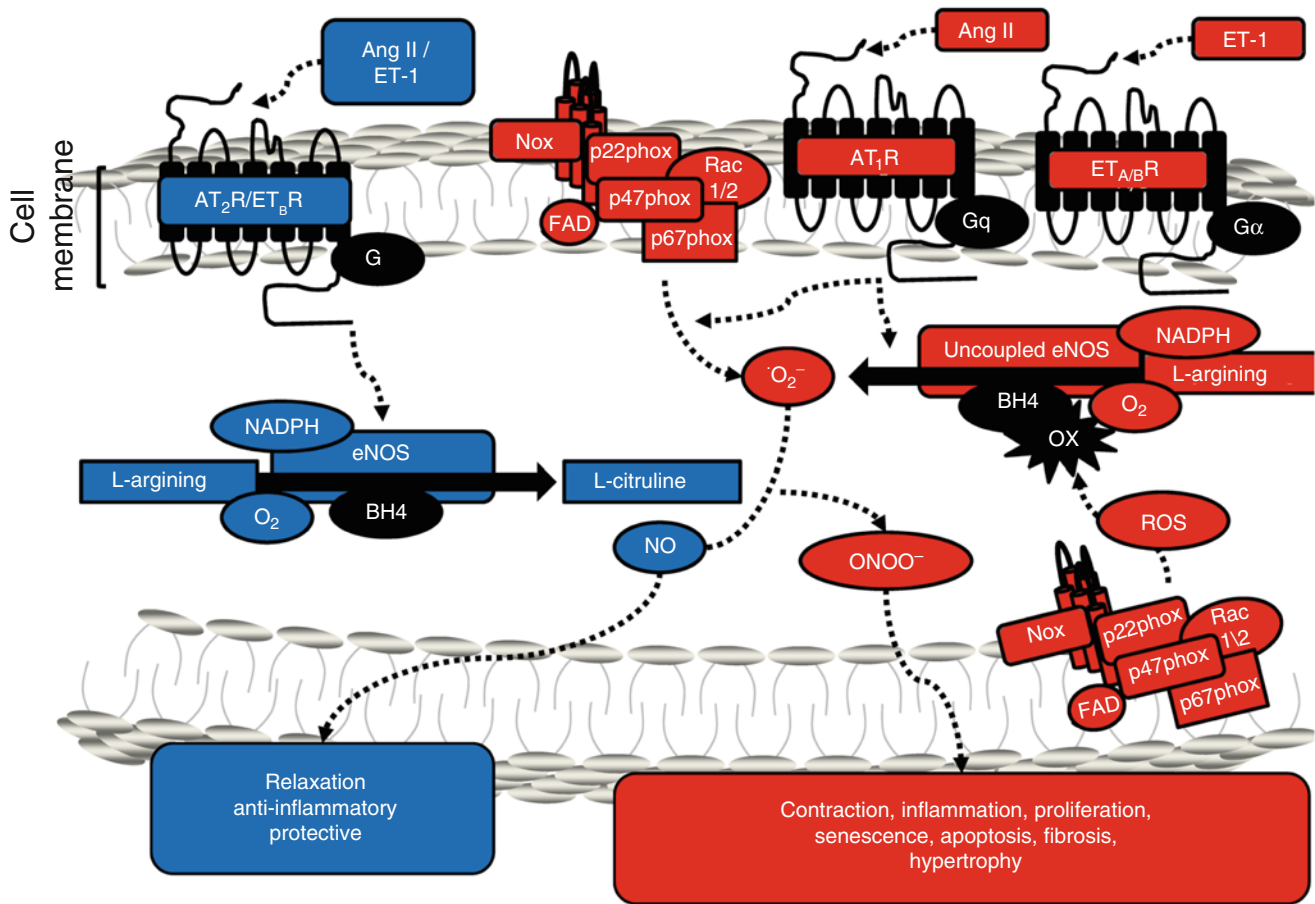 Ang II /
ET-1
Ang II
ET-1
Cell
membrane
Nox
p22phox
Rac
1/2
p47phox
FAD
p67phox
AT₁R
ET_A/BR
AT₂R/ET_BR
G
Gq
Gα
NADPH
Uncoupled eNOS
L-argining
˙O₂⁻
BH4
O₂
OX
NADPH
eNOS
L-argining
L-citruline
O₂
BH4
ROS
NO
ONOO⁻
Nox
p22phox
Rac
1\2
p47phox
FAD
p67phox
Relaxation
anti-inflammatory
protective
Contraction, inflammation, proliferation,
senescence, apoptosis, fibrosis,
hypertrophy